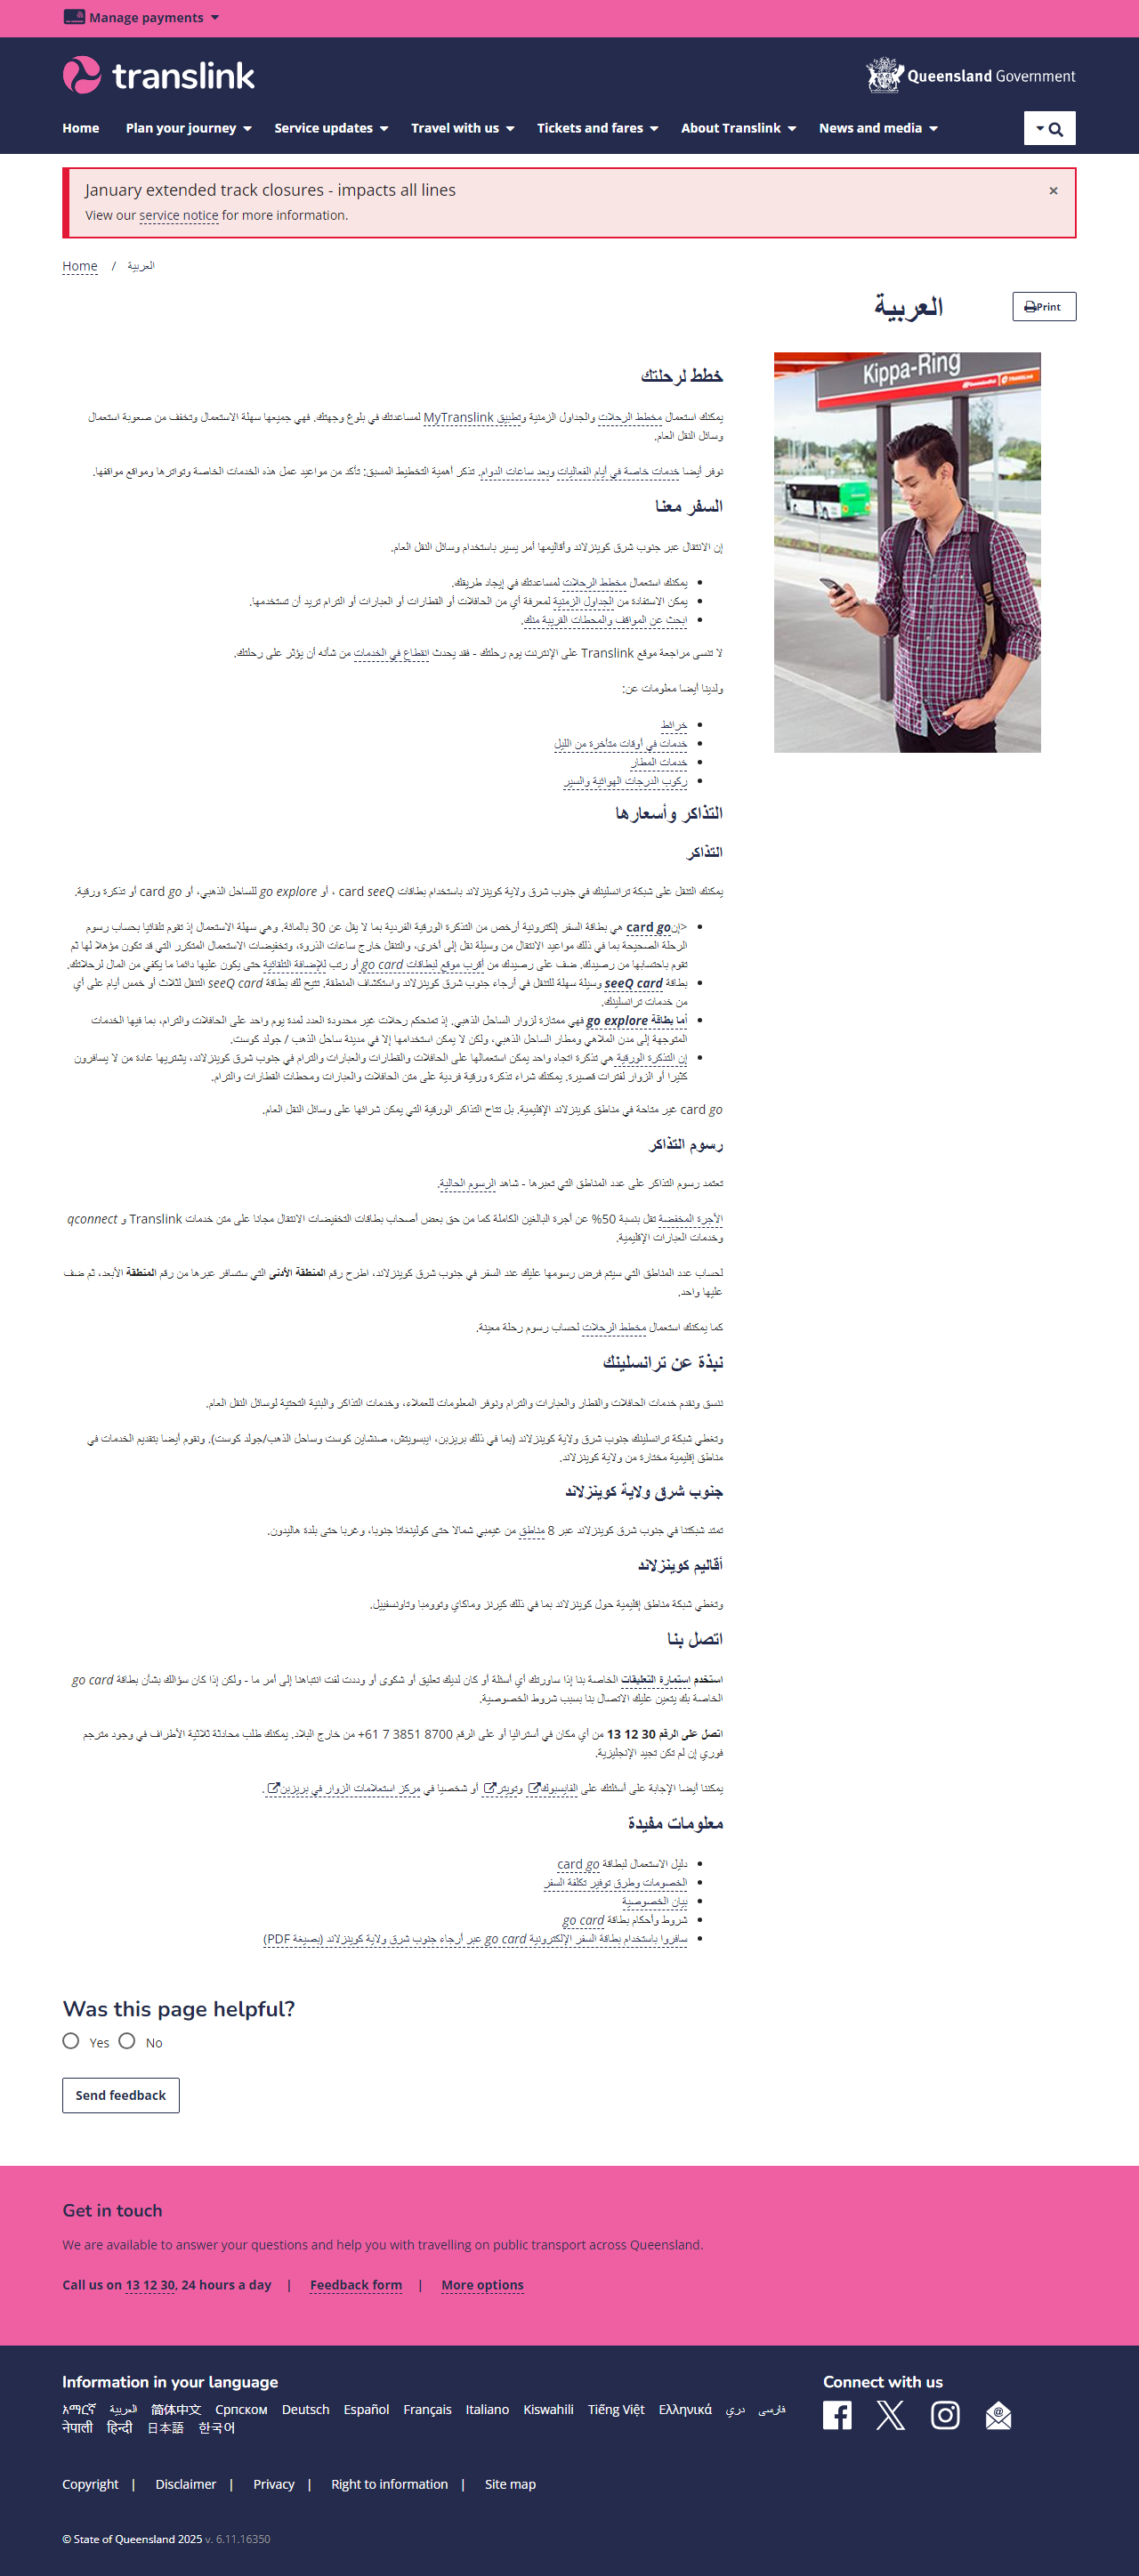 Manage payments
translink
Queensland Government
Home
Plan your journey
Service updates
Travel with us
Tickets and fares
About Translink
News and media
January extended track closures - impacts all lines
×
View our service notice for more information.
Home / العربية
العربية
Print
Kippa-Ring
خطط لرحلتك
يمكنك استعمال مخطط الرحلات والجداول الزمنية وتطبيق MyTranslink لمساعدتك في بلوغ وجهتك. فهي جميعها سهلة الاستعمال وتخفف من صعوبة استعمال
وسائل النقل العام.
نوفر أيضا خدمات خاصة في أيام الفعاليات وبعد ساعات الدوام. تذكر أهمية التخطيط المسبق: تأكد من مواعيد عمل هذه الخدمات الخاصة وتواترها ومواقع مواقفها.
السفر معنا
إن الانتقال عبر جنوب شرق كوينزلاند وأقاليمها أمر يسير باستخدام وسائل النقل العام.
• يمكنك استعمال مخطط الرحلات لمساعدتك في إيجاد طريقك.
• يمكن الاستفادة من الجداول الزمنية لمعرفة أي من الحافلات أو القطارات أو العبارات أو الترام تريد أن تستخدمها.
• ابحث عن المواقف والمحطات القريبة منك.
لا تنسى مراجعة موقع Translink على الإنترنت يوم رحلتك - فقد يحدث انقطاع في الخدمات من شأنه أن يؤثر على رحلتك.
ولدينا أيضا معلومات عن:
• خرائط
• خدمات في أوقات متأخرة من الليل
• خدمات المطار
• ركوب الدرجات الهوائية والسير
التذاكر وأسعارها
التذاكر
يمكنك التنقل على شبكة ترانسلينك في جنوب شرق ولاية كوينزلاند باستخدام بطاقات card seeQ ، أو go explore للساحل الذهبي، أو card go أو تذكرة ورقية.
• <إنcard go هي بطاقة السفر إلكترونية أرخص من التذكرة الورقية الفردية بما لا يقل عن 30 بالمائة. وهي سهلة الاستعمال إذ تقوم تلقائيا بحساب رسوم
الرحلة الصحيحة بما في ذلك مواعيد الانتقال من وسيلة نقل إلى أخرى، والتنقل خارج ساعات الذروة، وتخفيضات الاستعمال المتكرر التي قد تكون مؤهلا لها ثم
تقوم باحتسابها من رصيدك. ضف على رصيدك من أقرب موقع لبطاقات go card أو رتب للإضافة التلقائية حتى يكون عليها دائما ما يكفي من المال لرحلاتك.
• بطاقة seeQ card وسيلة سهلة للتنقل في أرجاء جنوب شرق كوينزلاند واستكشاف المنطقة. تتيح لك بطاقة seeQ card التنقل لثلاث أو خمس أيام على أي
من خدمات ترانسلينك.
• أما بطاقة go explore فهي ممتازة لزوار الساحل الذهبي. إذ تمنحكم رحلات غير محدودة العدد لمدة يوم واحد على الحافلات والترام، بما فيها الخدمات
المتوجهة إلى مدن الملاهي ومطار الساحل الذهبي، ولكن لا يمكن استخدامها إلا في مدينة ساحل الذهب / جولد كوست.
• إن التذكرة الورقية هي تذكرة اتجاه واحد يمكن استعمالها على الحافلات والقطارات والعبارات والترام في جنوب شرق كوينزلاند، يشتريها عادة من لا يسافرون
كثيرا أو الزوار لفترات قصيرة. يمكنك شراء تذكرة ورقية فردية على متن الحافلات والعبارات ومحطات القطارات والترام.
card go غير متاحة في مناطق كوينزلاند الإقليمية. بل تتاح التذاكر الورقية التي يمكن شرائها على وسائل النقل العام.
رسوم التذاكر
تعتمد رسوم التذاكر على عدد المناطق التي تعبرها - شاهد الرسوم الحالية.
الأجرة المخفضة تقل بنسبة 50% عن أجرة البالغين الكاملة كما من حق بعض أصحاب بطاقات التخفيضات الانتقال مجانا على متن خدمات Translink و qconnect
وخدمات العبارات الإقليمية.
لحساب عدد المناطق التي سيتم فرض رسومها عليك عند السفر في جنوب شرق كوينزلاند، اطرح رقم المنطقة الأدنى التي ستسافر عبرها من رقم المنطقة الأبعد، ثم ضف
عليها واحد.
كما يمكنك استعمال مخطط الرحلات لحساب رسوم رحلة معينة.
نبذة عن ترانسلينك
ننسق ونقدم خدمات الحافلات والقطار والعبارات والترام ونوفر المعلومات للعملاء، وخدمات التذاكر والبنية التحتية لوسائل النقل العام.
وتغطي شبكة ترانسلينك جنوب شرق ولاية كوينزلاند (بما في ذلك بريزبن، ايبسويتش، صنشاين كوست وساحل الذهب/جولد كوست). ونقوم أيضا بتقديم الخدمات في
مناطق إقليمية مختارة من ولاية كوينزلاند.
جنوب شرق ولاية كوينزلاند
تمتد شبكتنا في جنوب شرق كوينزلاند عبر 8 مناطق من غيمبي شمالا حتى كولينغاتا جنوبا، وغربا حتى بلدة هاليدون.
أقاليم كوينزلاند
وتغطي شبكة مناطق إقليمية حول كوينزلاند بما في ذلك كيرنز وماكاي وتوومبا وتاونسفييل.
اتصل بنا
استخدم استمارة التعليقات الخاصة بنا إذا ساورتك أي أسئلة أو كان لديك تعليق أو شكوى أو وددت لفت انتباهنا إلى أمر ما - ولكن إذا كان سؤالك بشأن بطاقة go card
الخاصة بك يتعين عليك الاتصال بنا بسبب شروط الخصوصية.
اتصل على الرقم 30 12 13 من أي مكان في أستراليا أو على الرقم 8700 3851 7 61+ من خارج البلاد. يمكنك طلب محادثة ثلاثية الأطراف في وجود مترجم
فوري إن لم تكن تجيد الإنجليزية.
يمكننا أيضا الإجابة على أسئلتك على الفايسبوك وتويتر أو شخصيا في مركز استعلامات الزوار في بريزبن .
معلومات مفيدة
• دليل الاستعمال لبطاقة card go
• الخصومات وطرق توفير تكلفة السفر
• بيان الخصوصية
• شروط وأحكام بطاقة go card
• سافروا باستخدام بطاقة السفر الإلكترونية go card عبر أرجاء جنوب شرق ولاية كوينزلاند (بصيغة PDF)
Was this page helpful?
Yes No
Send feedback
Get in touch
We are available to answer your questions and help you with travelling on public transport across Queensland.
Call us on 13 12 30, 24 hours a day | Feedback form | More options
Information in your language
Connect with us
አማርኛ العربية 简体中文 Српском Deutsch Español Français Italiano Kiswahili Tiếng Việt Ελληνικά دری فارسی
नेपाली हिन्दी 日本語 한국어
Copyright | Disclaimer | Privacy | Right to information | Site map
© State of Queensland 2025 v. 6.11.16350